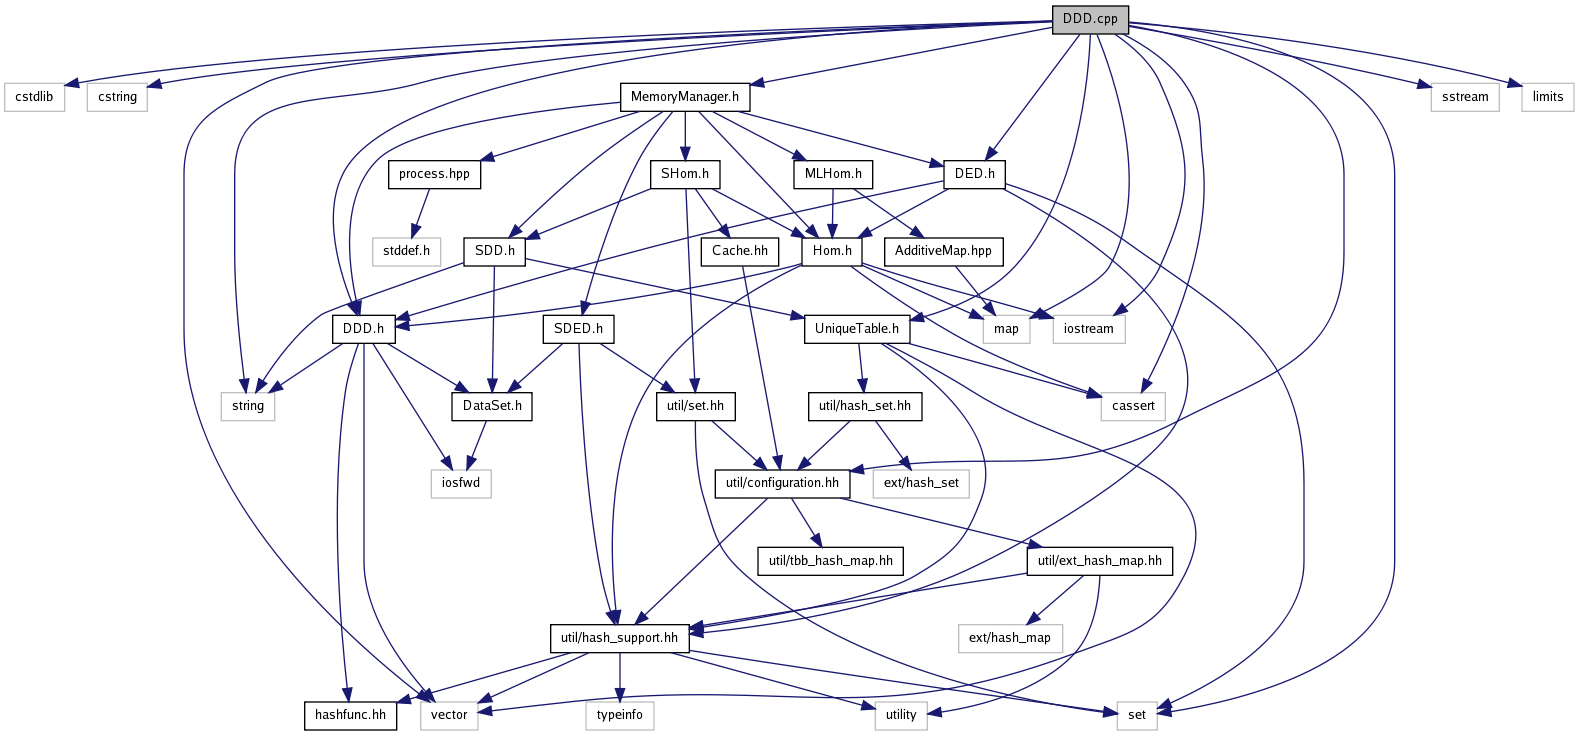 DDD.cpp
cstdlib
cstring
MemoryManager.h
sstream
limits
process.hpp
SHom.h
MLHom.h
DED.h
stddef.h
SDD.h
Cache.hh
Hom.h
AdditiveMap.hpp
DDD.h
SDED.h
UniqueTable.h
map
iostream
string
DataSet.h
util/set.hh
util/hash_set.hh
cassert
iosfwd
util/configuration.hh
ext/hash_set
util/tbb_hash_map.hh
util/ext_hash_map.hh
util/hash_support.hh
ext/hash_map
hashfunc.hh
vector
typeinfo
utility
set